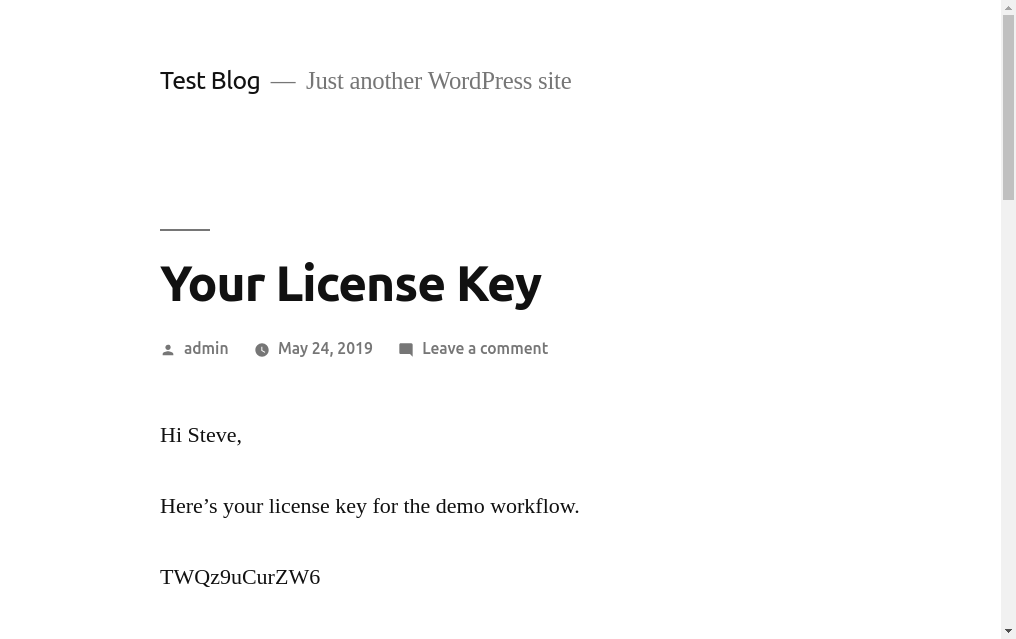 Test Blog — Just another WordPress site
Your License Key
admin May 24, 2019 Leave a comment
Hi Steve,
Here’s your license key for the demo workflow.
TWQz9uCurZW6